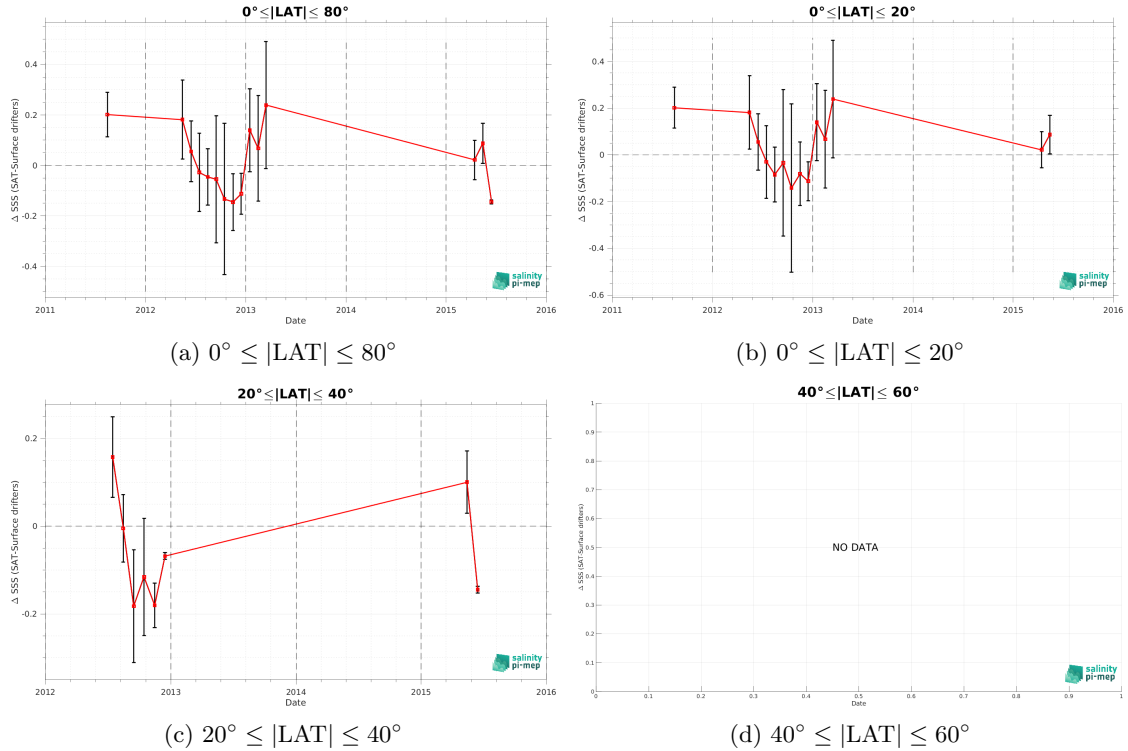 0°≤|LAT|≤ 80°
Δ SSS (SAT-Surface drifters)
0.4
0.2
0
-0.2
-0.4
2011 2012 2013 2014 2015 2016
Date
salinity
pi-mep
(a) 0° ≤ |LAT| ≤ 80°
0°≤|LAT|≤ 20°
Δ SSS (SAT-Surface drifters)
0.4
0.2
0
-0.2
-0.4
-0.6
2011 2012 2013 2014 2015 2016
Date
salinity
pi-mep
(b) 0° ≤ |LAT| ≤ 20°
20°≤|LAT|≤ 40°
Δ SSS (SAT-Surface drifters)
0.2
0
-0.2
2012 2013 2014 2015 2016
Date
salinity
pi-mep
(c) 20° ≤ |LAT| ≤ 40°
40°≤|LAT|≤ 60°
Δ SSS (SAT-Surface drifters)
1
0.9
0.8
0.7
0.6
0.5
0.4
0.3
0.2
0.1
0
NO DATA
0 0.1 0.2 0.3 0.4 0.5 0.6 0.7 0.8 0.9 1
Date
salinity
pi-mep
(d) 40° ≤ |LAT| ≤ 60°